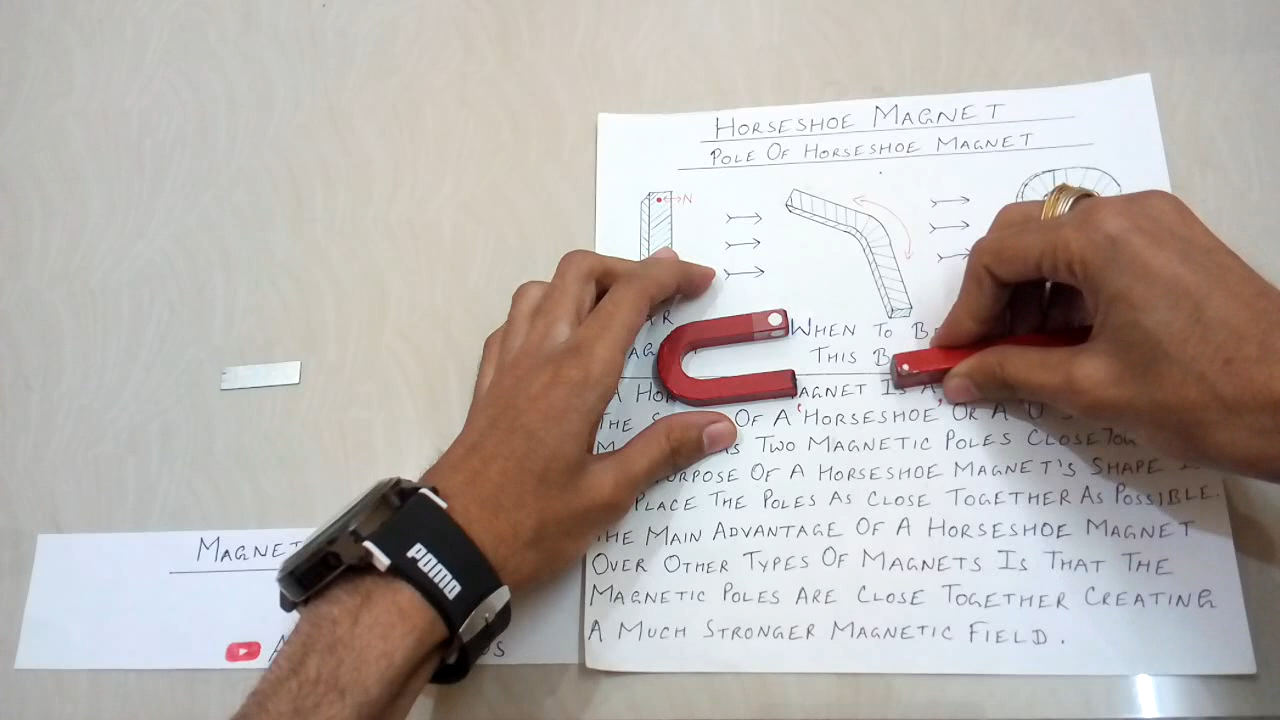 HORSESHOE MAGNET
POLE OF HORSESHOE MAGNET
N
WHEN TO
THIS
AGNET IS A
THE OF A 'HORSESHOE' OR A 'U
TWO MAGNETIC POLES CLOSE
OF A HORSESHOE MAGNET'S SHAPE
PLACE THE POLES AS CLOSE TOGETHER AS POSSIBLE.
THE MAIN ADVANTAGE OF A HORSESHOE MAGNET
OVER OTHER TYPES OF MAGNETS IS THAT THE
MAGNETIC POLES ARE CLOSE TOGETHER CREATING
A MUCH STRONGER MAGNETIC FIELD.
MAGNET